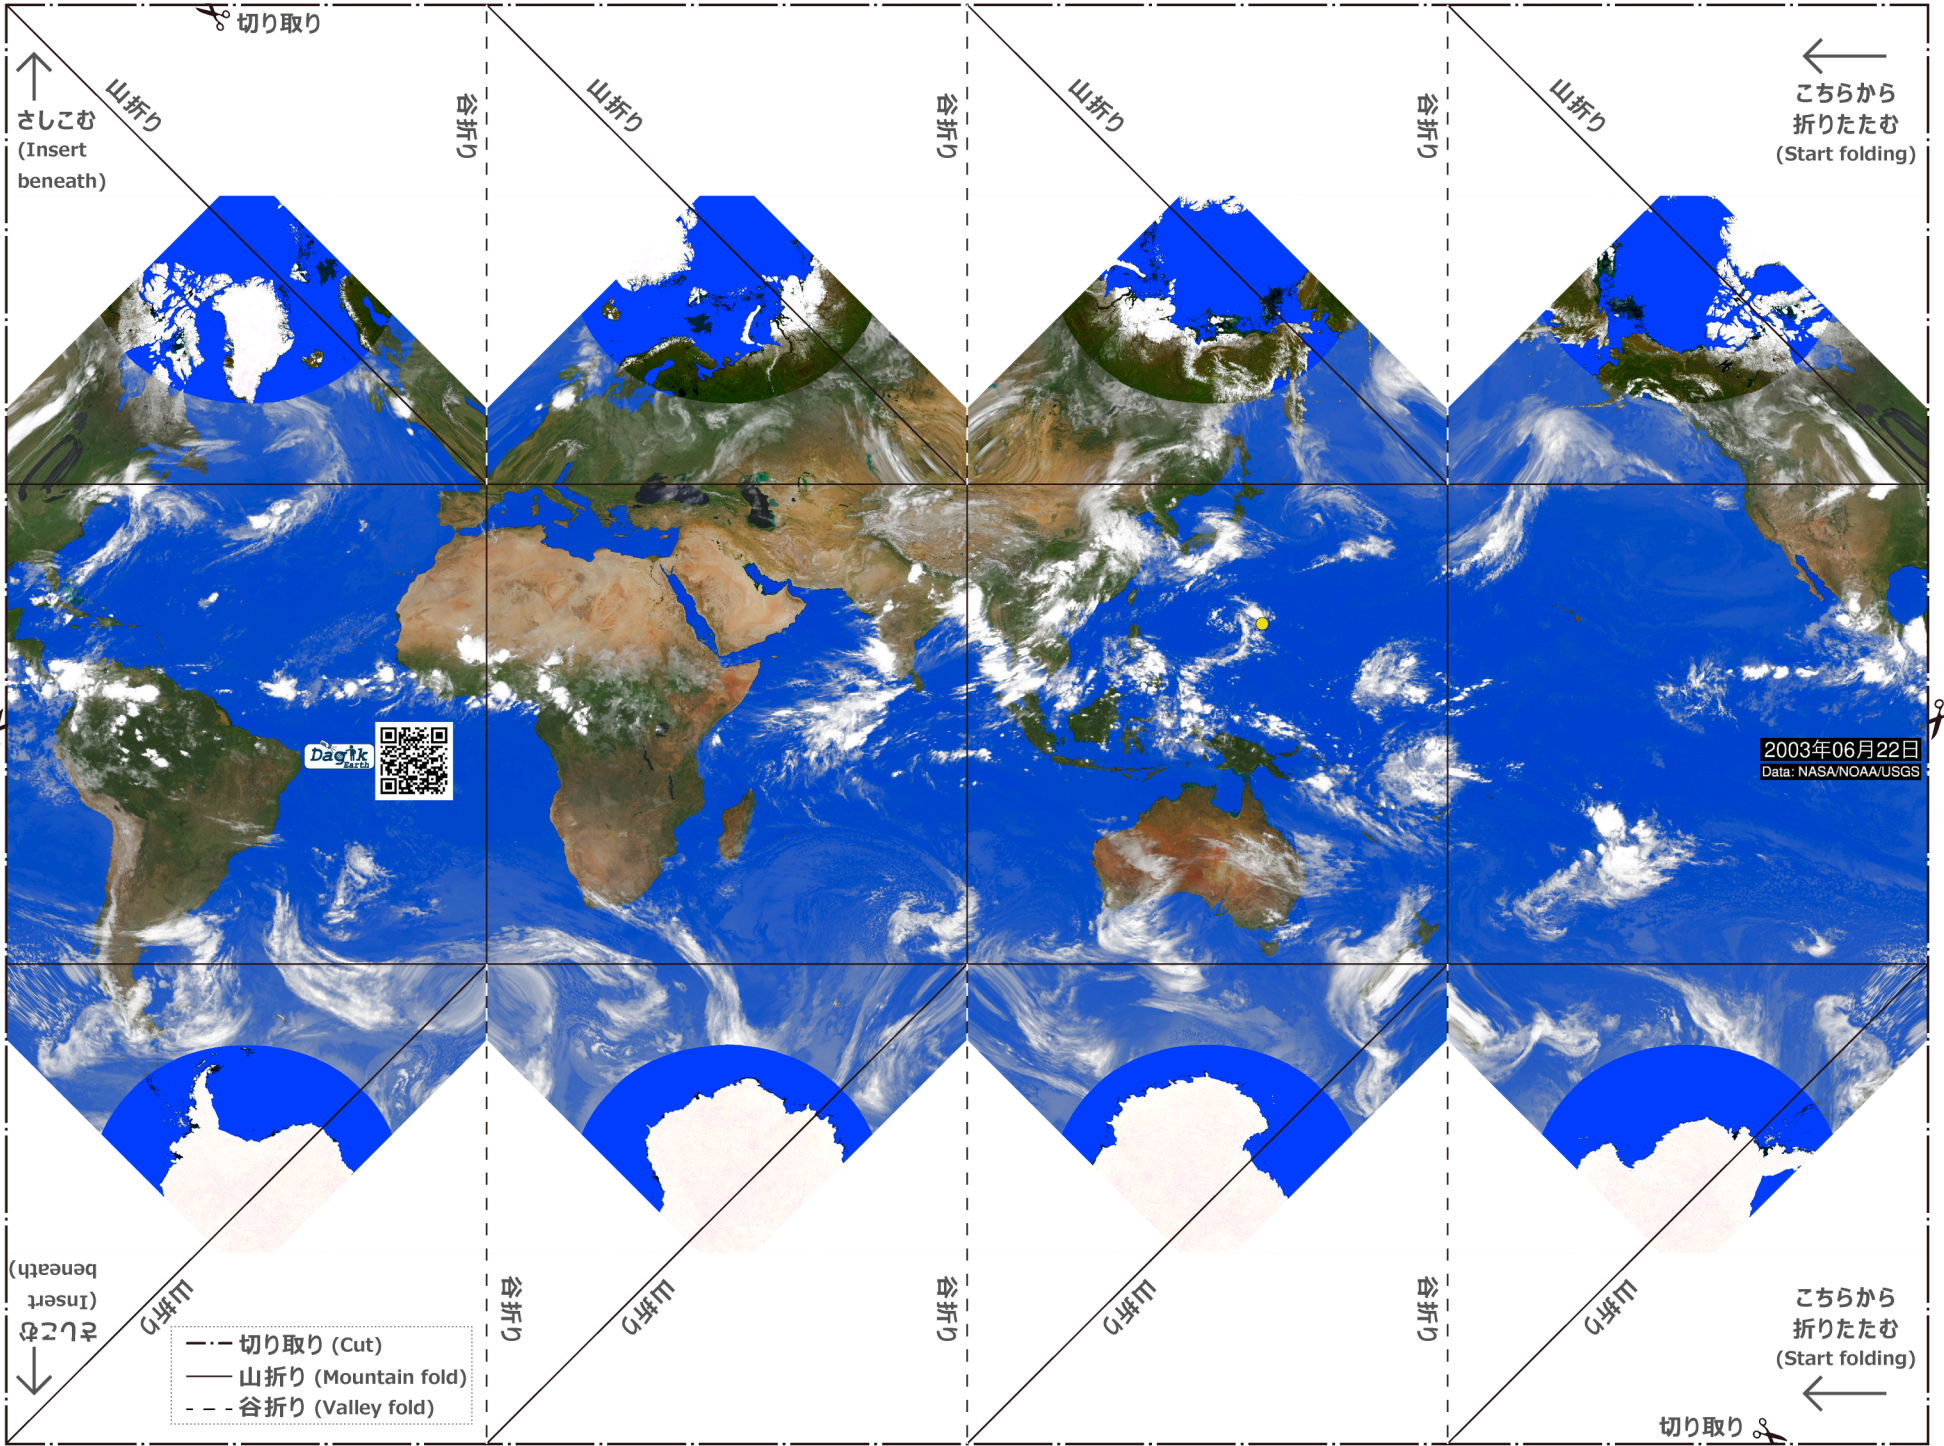 切り取り
山折り
谷折り
山折り
谷折り
山折り
谷折り
山折り
さしこむ
(Insert
beneath)
こちらから
折りたたむ
(Start folding)
Dagik
Earth
2003年06月22日
Data: NASA/NOAA/USGS
さしこむ
(Insert
beneath)
山折り
谷折り
山折り
谷折り
山折り
谷折り
山折り
こちらから
折りたたむ
(Start folding)
切り取り (Cut)
山折り (Mountain fold)
谷折り (Valley fold)
切り取り